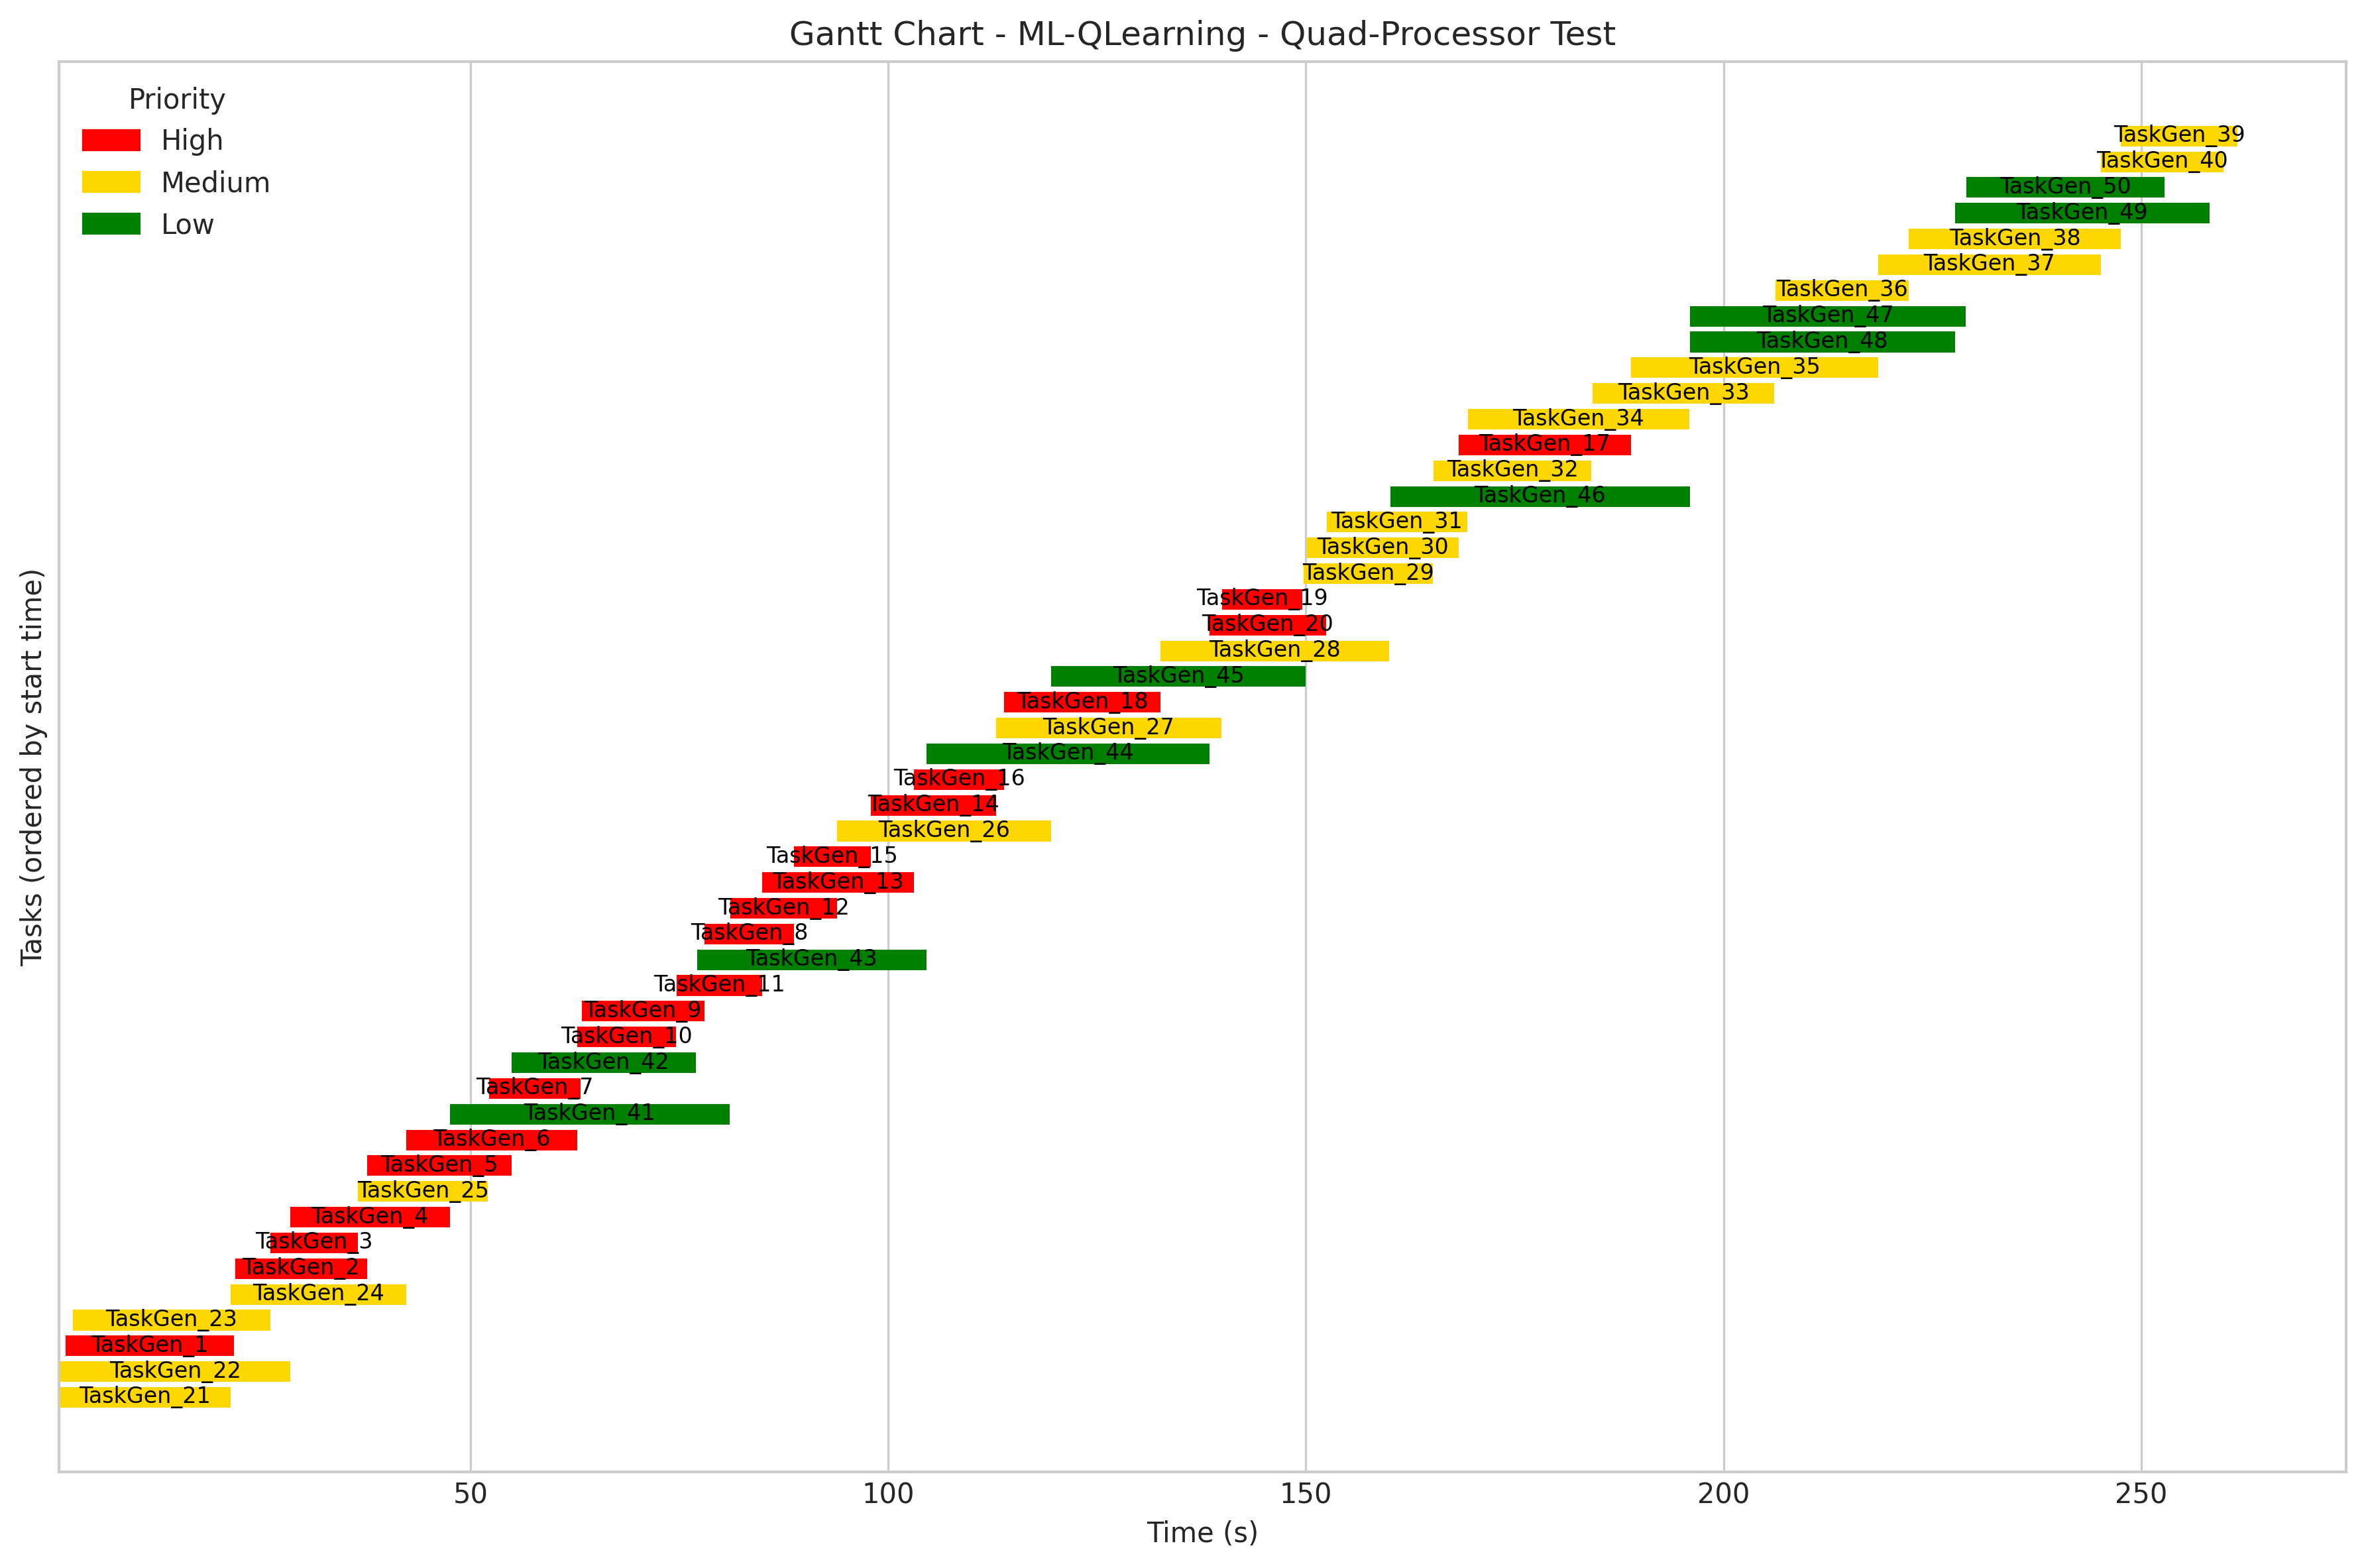 Gantt Chart - ML-QLearning - Quad-Processor Test
Priority
High
Medium
Low
TaskGen_39
TaskGen_40
TaskGen_50
TaskGen_49
TaskGen_38
TaskGen_37
TaskGen_36
TaskGen_47
TaskGen_48
TaskGen_35
TaskGen_33
TaskGen_34
TaskGen_17
TaskGen_32
TaskGen_46
TaskGen_31
TaskGen_30
TaskGen_29
TaskGen_19
TaskGen_20
TaskGen_28
TaskGen_45
TaskGen_18
TaskGen_27
TaskGen_44
TaskGen_16
TaskGen_14
TaskGen_26
TaskGen_15
TaskGen_13
TaskGen_12
TaskGen_8
TaskGen_43
TaskGen_11
TaskGen_9
TaskGen_10
TaskGen_42
TaskGen_7
TaskGen_41
TaskGen_6
TaskGen_5
TaskGen_25
TaskGen_4
TaskGen_3
TaskGen_2
TaskGen_24
TaskGen_23
TaskGen_1
TaskGen_22
TaskGen_21
Tasks (ordered by start time)
50 100 150 200 250
Time (s)